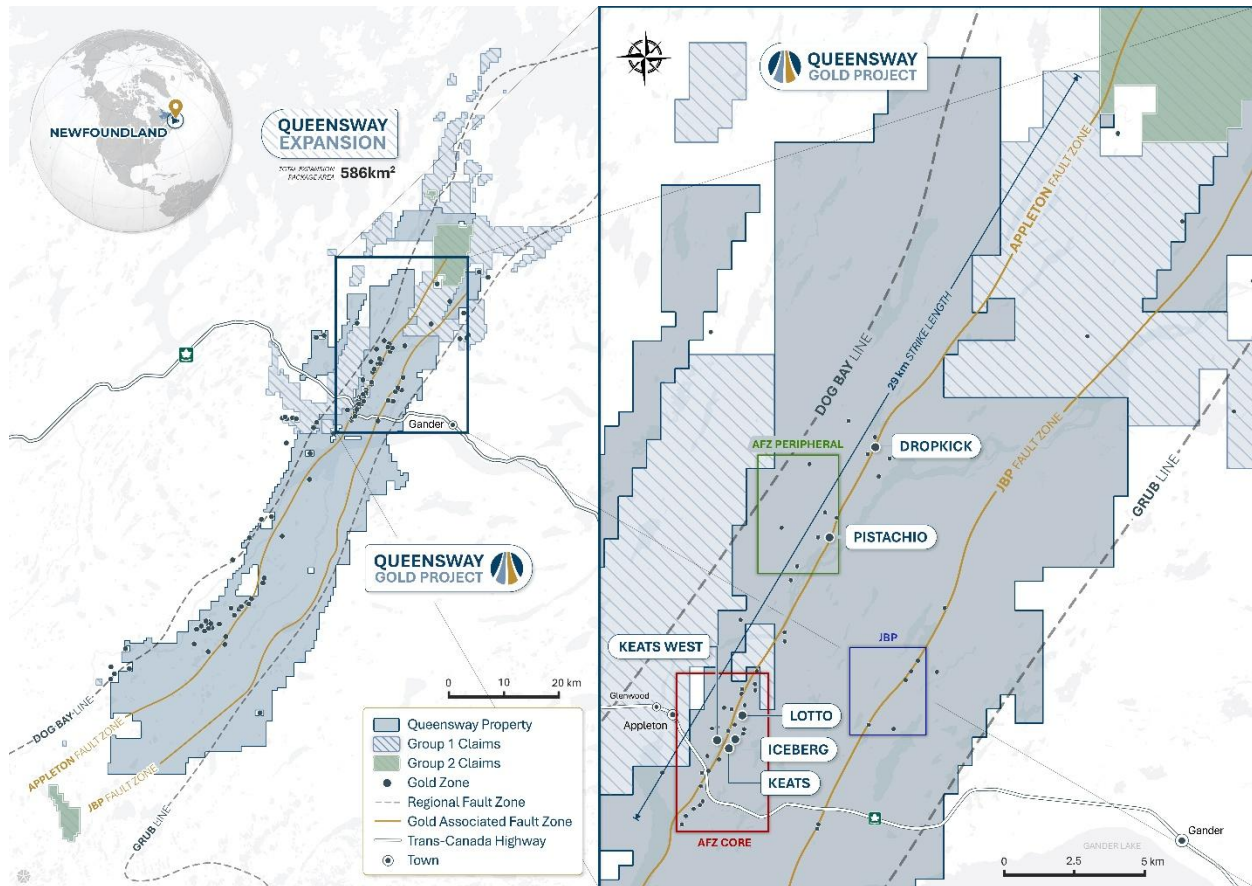 NEWFOUNDLAND
QUEENSWAY
EXPANSION
TOTAL EXPANSION
PACKAGE AREA 586km²
Gander
QUEENSWAY
GOLD PROJECT
0 10 20 km
DOG BAY LINE
APPLETON FAULT ZONE
JBP FAULT ZONE
GRUB LINE
Queensway Property
Group 1 Claims
Group 2 Claims
Gold Zone
Regional Fault Zone
Gold Associated Fault Zone
Trans-Canada Highway
Town
QUEENSWAY
GOLD PROJECT
APPLETON FAULT ZONE
29 km STRIKE LENGTH
DOG BAY LINE
JBP FAULT ZONE
GRUB LINE
AFZ PERIPHERAL
DROPKICK
PISTACHIO
KEATS WEST
JBP
Glenwood
Appleton
LOTTO
ICEBERG
KEATS
AFZ CORE
Gander
GANDER LAKE
0 2.5 5 km